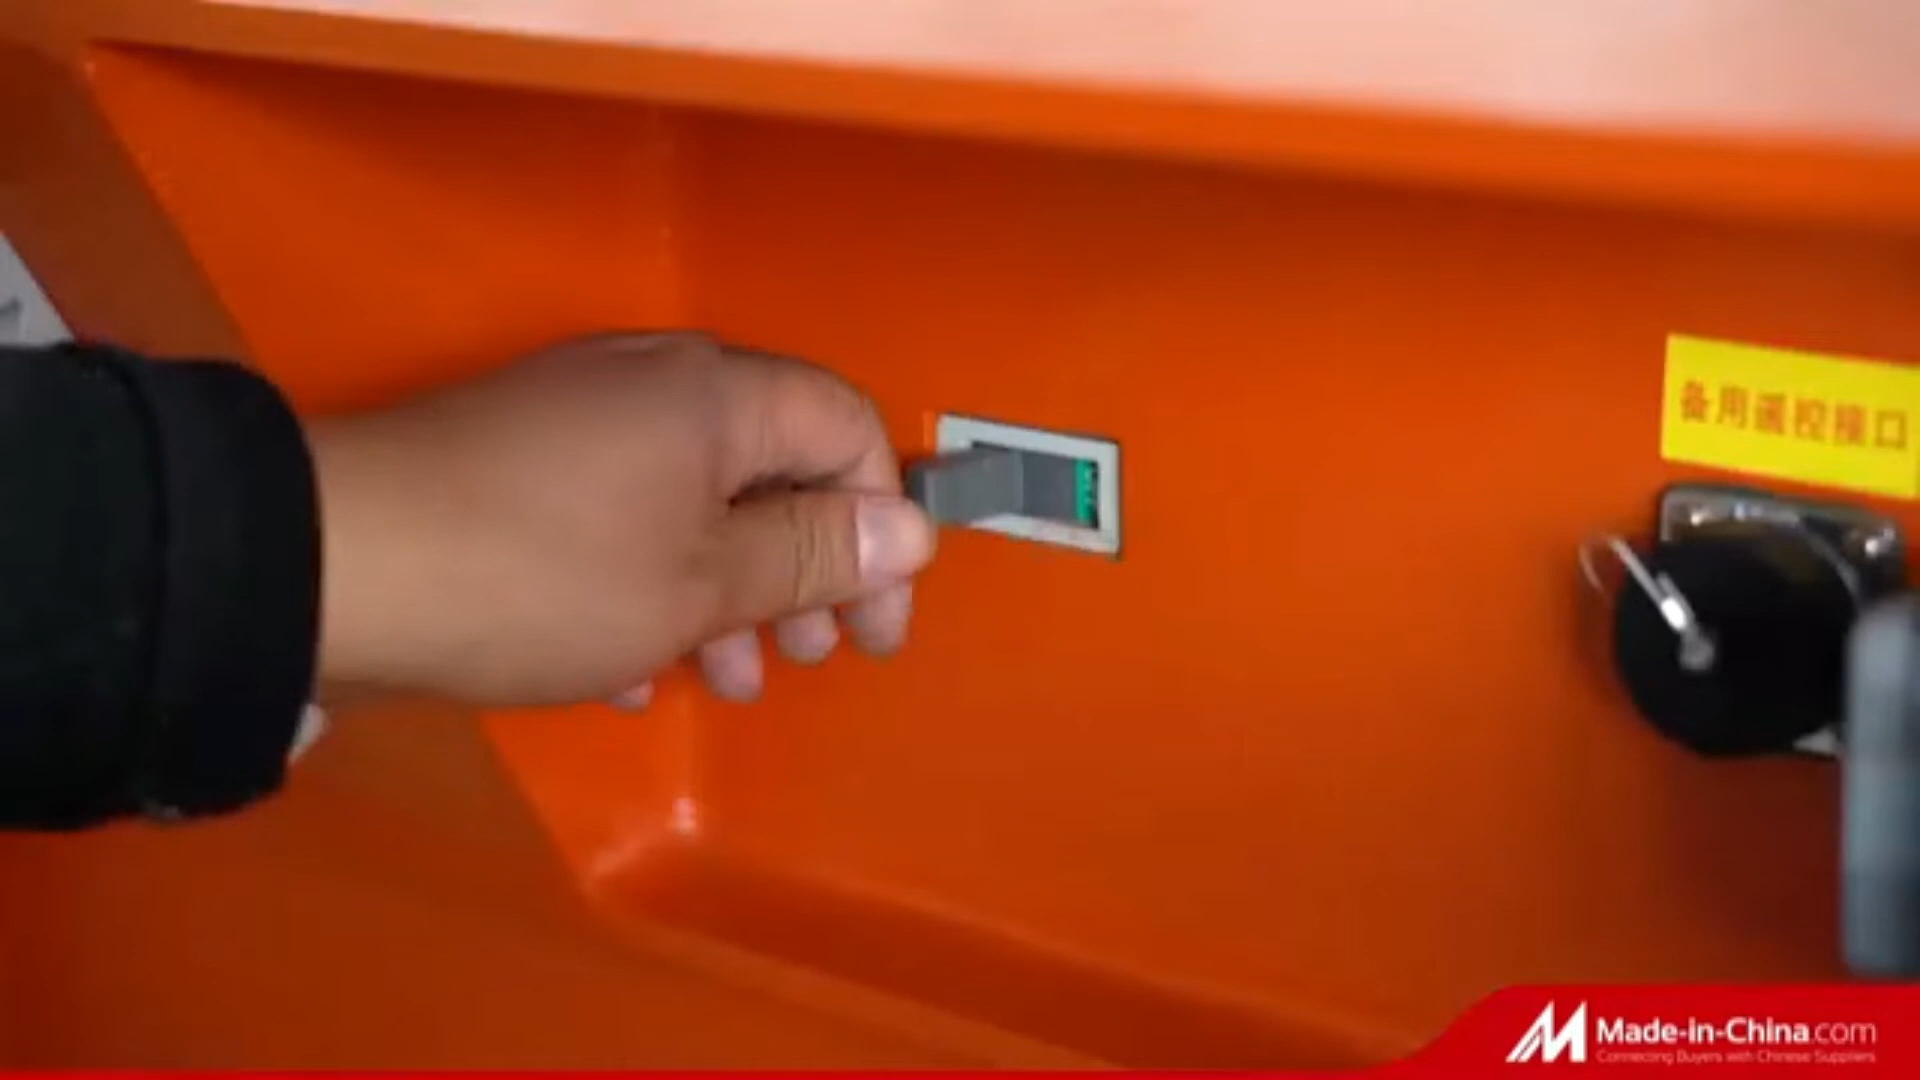 备用遥控接口
Made-in-China.com
Connecting Buyers with Chinese Suppliers